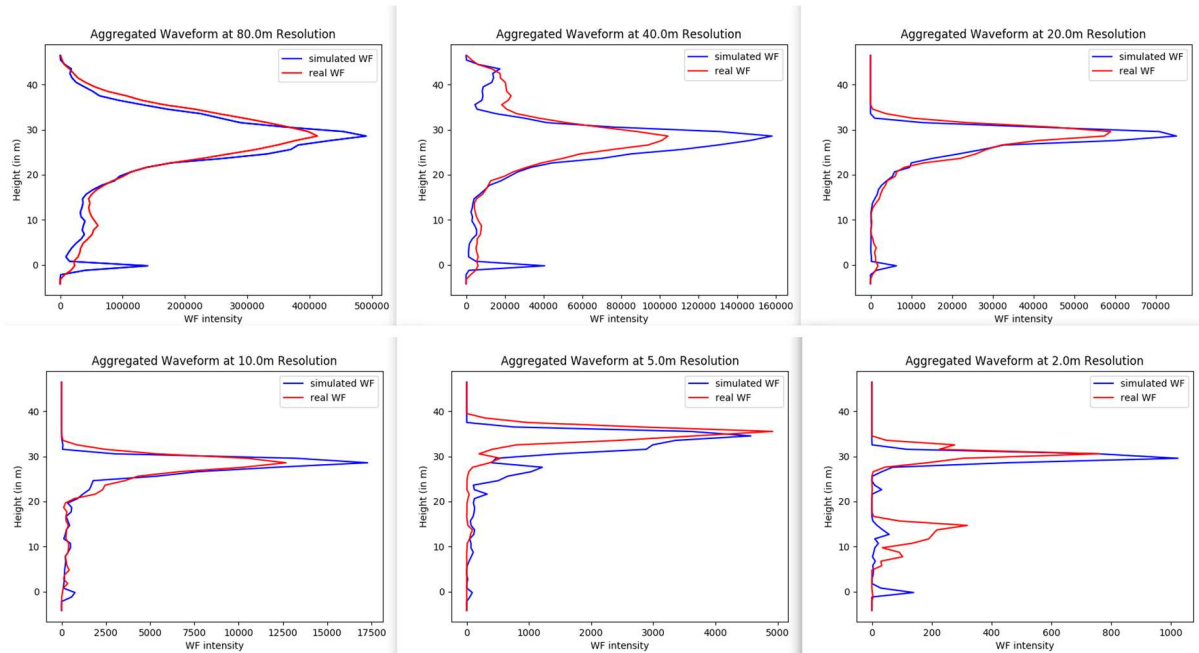 Aggregated Waveform at 80.0m Resolution
simulated WF
real WF
Height (in m)
40
30
20
10
0
0 100000 200000 300000 400000 500000
WF intensity
Aggregated Waveform at 40.0m Resolution
simulated WF
real WF
Height (in m)
40
30
20
10
0
0 20000 40000 60000 80000 100000 120000 140000 160000
WF intensity
Aggregated Waveform at 20.0m Resolution
simulated WF
real WF
Height (in m)
40
30
20
10
0
0 10000 20000 30000 40000 50000 60000 70000
WF intensity
Aggregated Waveform at 10.0m Resolution
simulated WF
real WF
Height (in m)
40
30
20
10
0
0 2500 5000 7500 10000 12500 15000 17500
WF intensity
Aggregated Waveform at 5.0m Resolution
simulated WF
real WF
Height (in m)
40
30
20
10
0
0 1000 2000 3000 4000 5000
WF intensity
Aggregated Waveform at 2.0m Resolution
simulated WF
real WF
Height (in m)
40
30
20
10
0
0 200 400 600 800 1000
WF intensity